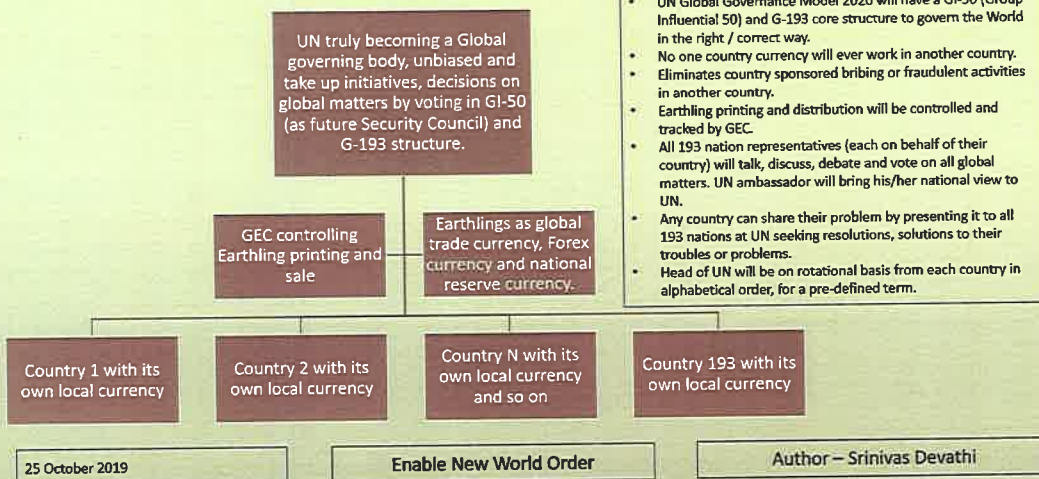 UN truly becoming a Global
governing body, unbiased and
take up initiatives, decisions on
global matters by voting in GI-50
(as future Security Council) and
G-193 structure.
GEC controlling
Earthling printing and
sale
Earthlings as global
trade currency, Forex
currency and national
reserve currency.
• UN Global Governance Model 2020 will have a GI-50 (Group
Influential 50) and G-193 core structure to govern the World
in the right / correct way.
• No one country currency will ever work in another country.
• Eliminates country sponsored bribing or fraudulent activities
in another country.
• Earthling printing and distribution will be controlled and
tracked by GEC.
• All 193 nation representatives (each on behalf of their
country) will talk, discuss, debate and vote on all global
matters. UN ambassador will bring his/her national view to
UN.
• Any country can share their problem by presenting it to all
193 nations at UN seeking resolutions, solutions to their
troubles or problems.
• Head of UN will be on rotational basis from each country in
alphabetical order, for a pre-defined term.
Country 1 with its
own local currency
Country 2 with its
own local currency
Country N with its
own local currency
and so on
Country 193 with its
own local currency
25 October 2019
Enable New World Order
Author – Srinivas Devathi